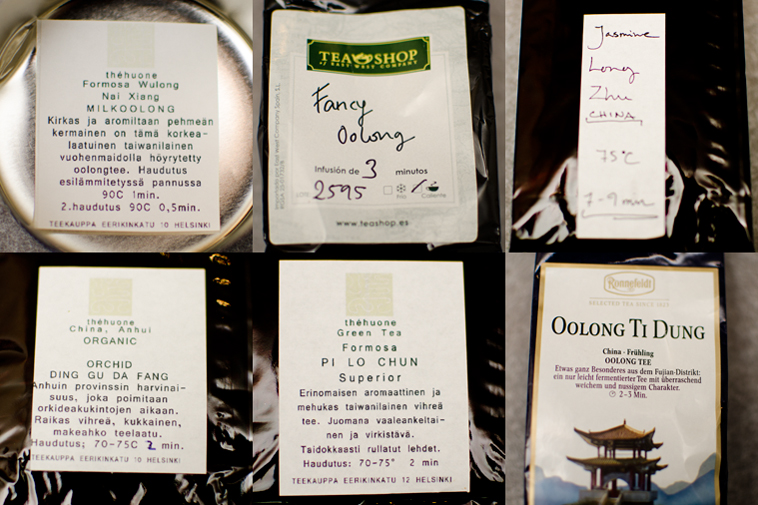 théhuone
Formosa Wulong
Nai Xiang
MILKOOLONG
Kirkas ja aromiltaan pehmeän
kermainen on tämä korkea-
laatuinen taiwanilainen
vuohenmaidolla höyrytetty
oolongtee. Haudutus
esilämmitetyssä pannussa
90C 1min.
2.haudutus 90C 0,5min.
TEEKAUPPA EERIKINKATU 10 HELSINKI
TEA SHOP
of EAST WEST COMPANY
Fancy
Oolong
Infusión de 3 minutos
2595
Frío
Caliente
www.teashop.es
Jasmine
Long
Zhu
CHINA
75°C
7-9 min
théhuone
China, Anhui
ORGANIC
ORCHID
DING GU DA FANG
Anhuin provinssin harvinai-
suus, joka poimitaan
orkideakukintojen aikaan.
Raikas vihreä, kukkainen,
makeahko teelaatu.
Haudutus; 70-75C 2 min.
TEEKAUPPA EERIKINKATU 10 HELSINKI
théhuone
Green Tea
Formosa
PI LO CHUN
Superior
Erinomaisen aromaattinen ja
mehukas taiwanilainen vihreä
tee. Juomana vaaleankeltai-
nen ja virkistävä.
Taidokkaasti rullatut lehdet.
Haudutus: 70-75° 2 min
TEEKAUPPA EERIKINKATU 12 HELSINKI
Ronnefeldt
SELECTED TEA SINCE 1823
OOLONG TI DUNG
China · Frühling
OOLONG TEE
Etwas ganz Besonderes aus dem Fujian-Distrikt:
ein nur leicht fermentierter Tee mit überraschend
weichem und nussigem Charakter.
2-3 Min.